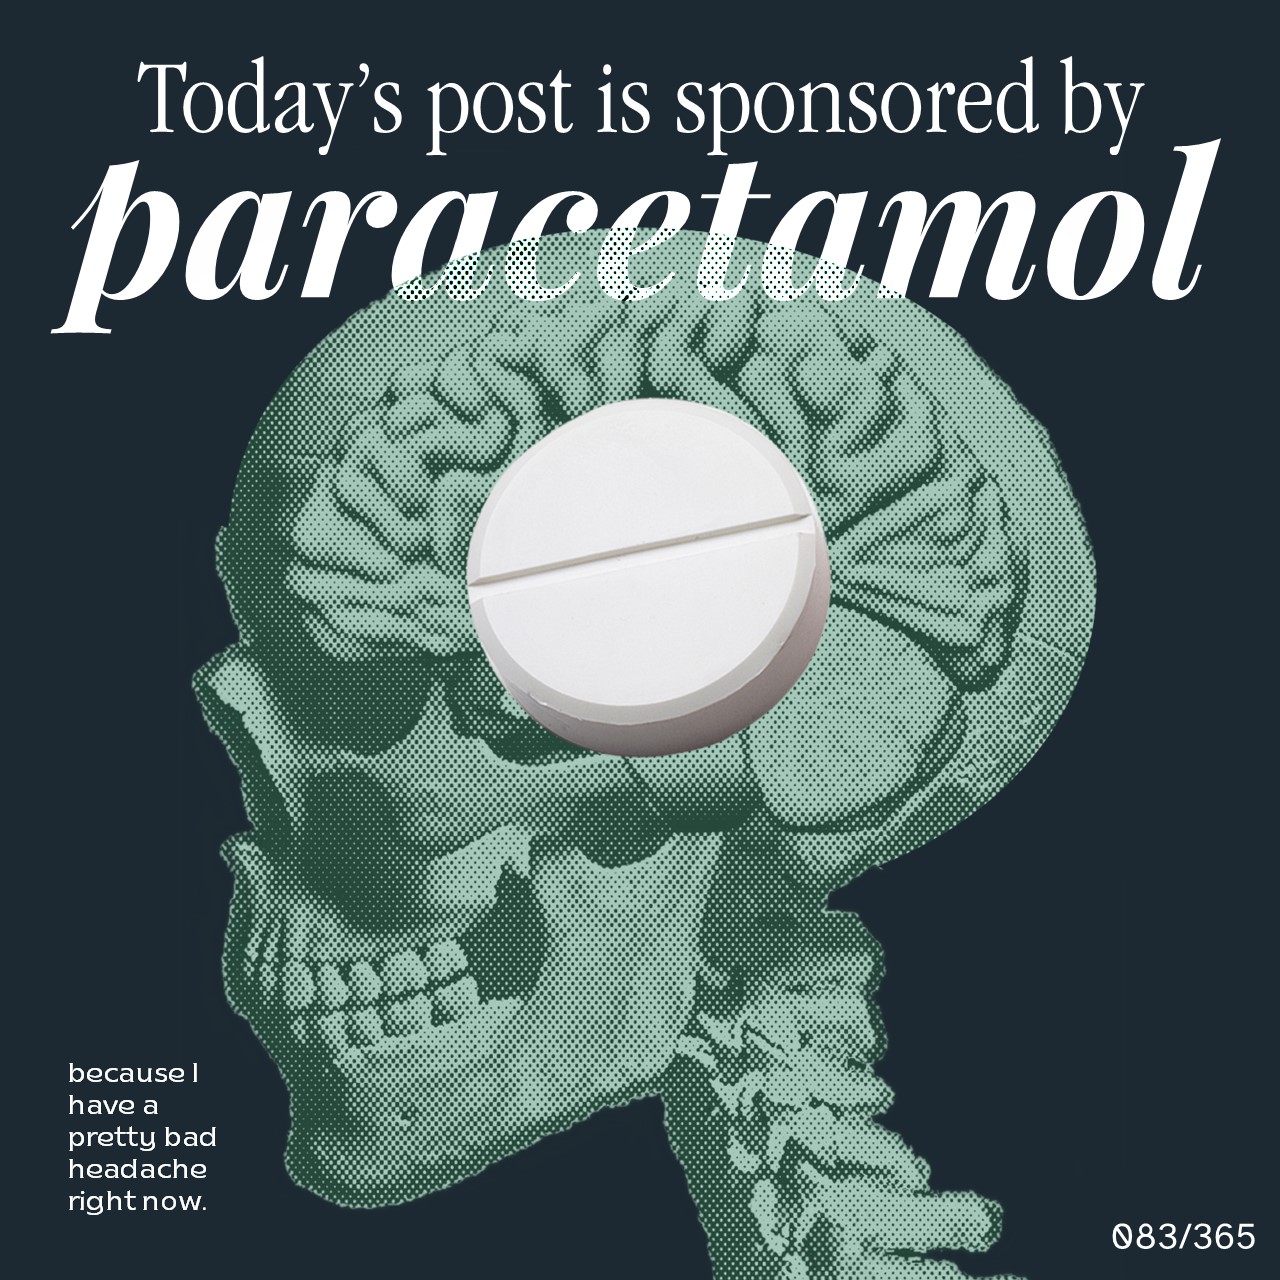 Today’s post is sponsored by
paracetamol
because I
have a
pretty bad
headache
right now.
083/365